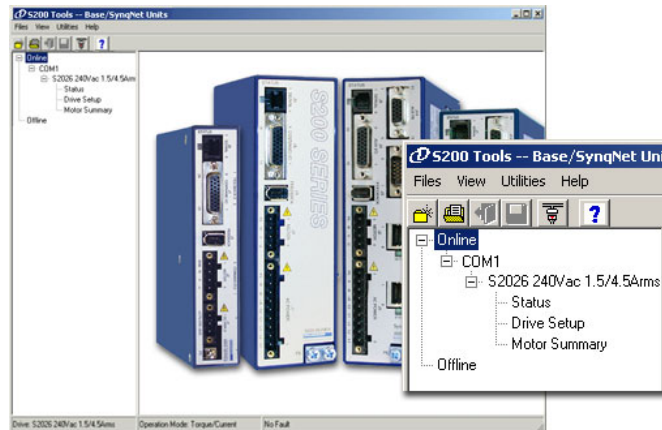 S200 Tools -- Base/SynqNet Units
Files View Utilities Help
Online
COM1
S2026 240Vac 1.5/4.5Arms
Status
Drive Setup
Motor Summary
Offline
S200 SERIES
STATUS
Drive: S2026 240Vac 1.5/4.5Arms
Operation Mode: Torque/Current
No Fault
S200 Tools -- Base/SynqNet Uni
Files View Utilities Help
Online
COM1
S2026 240Vac 1.5/4.5Arms
Status
Drive Setup
Motor Summary
Offline